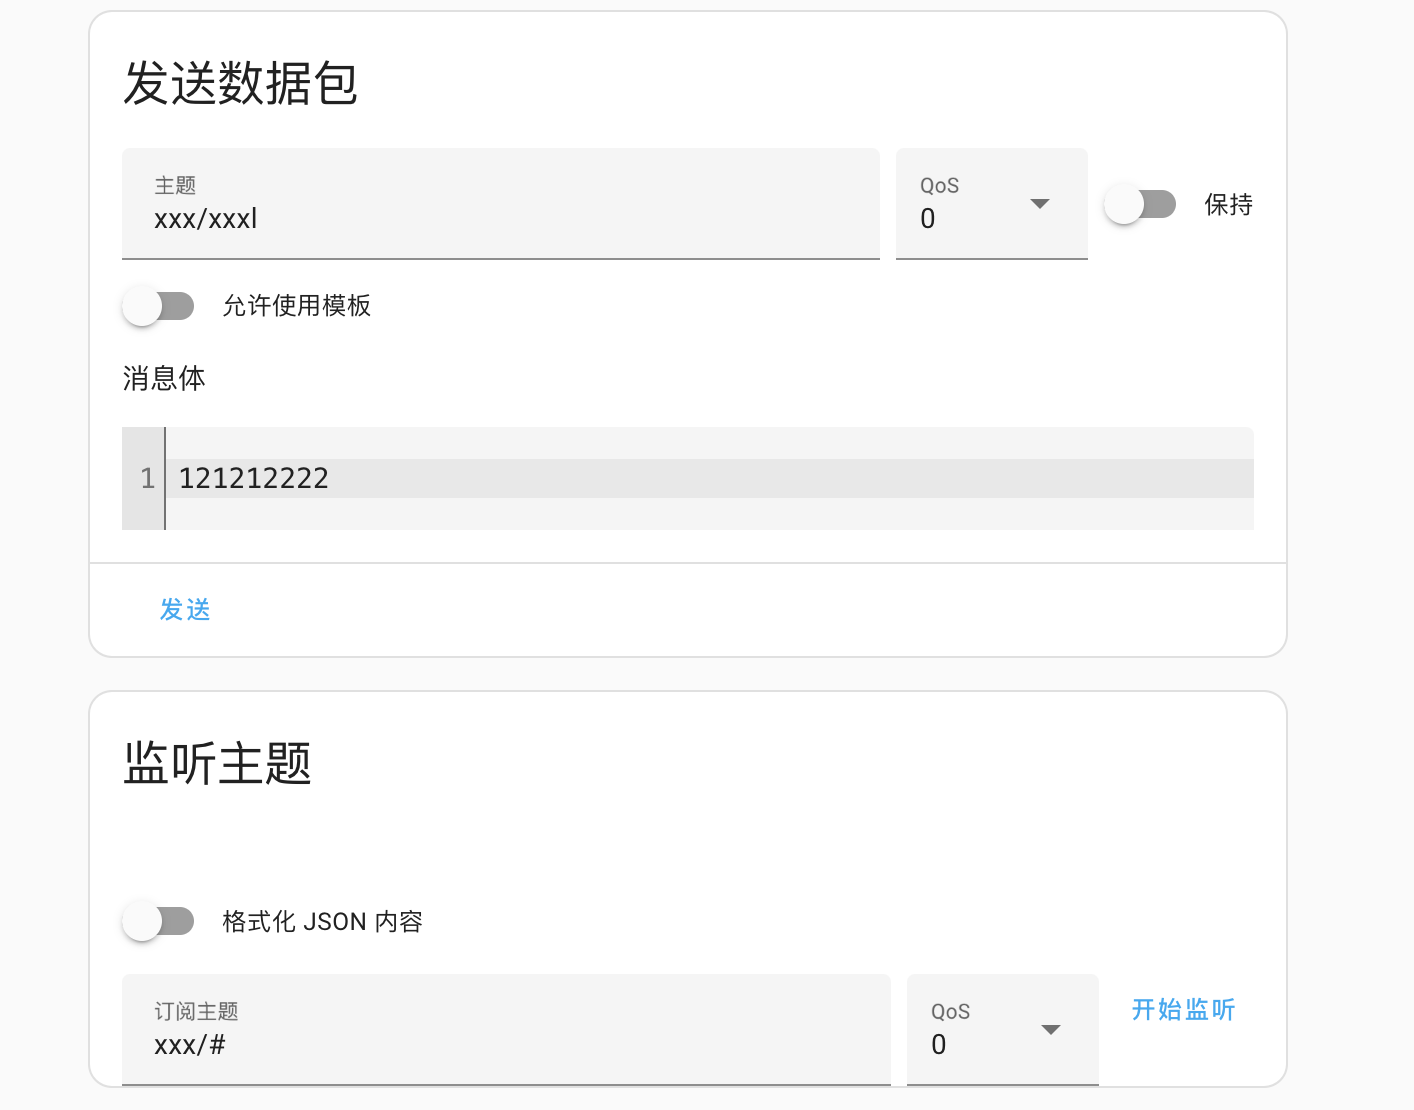 发送数据包
主题
xxx/xxxl
QoS
0
保持
允许使用模板
消息体
1 121212222
发送
监听主题
格式化 JSON 内容
订阅主题
xxx/#
QoS
0
开始监听